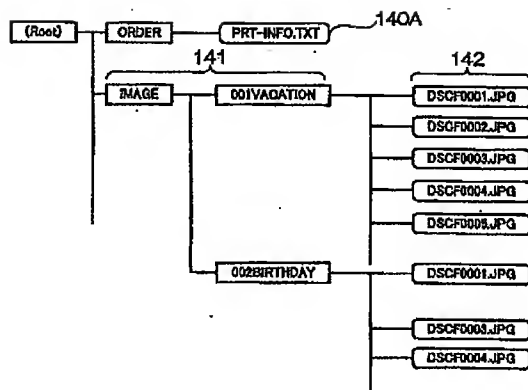 (Root) ORDER PRT-INFO.TXT 140A
141 142
IMAGE 001VACATION DSCF0001.JPG
DSCF0002.JPG
DSCF0003.JPG
DSCF0004.JPG
DSCF0005.JPG
002BIRTHDAY DSCF0001.JPG
DSCF0003.JPG
DSCF0004.JPG